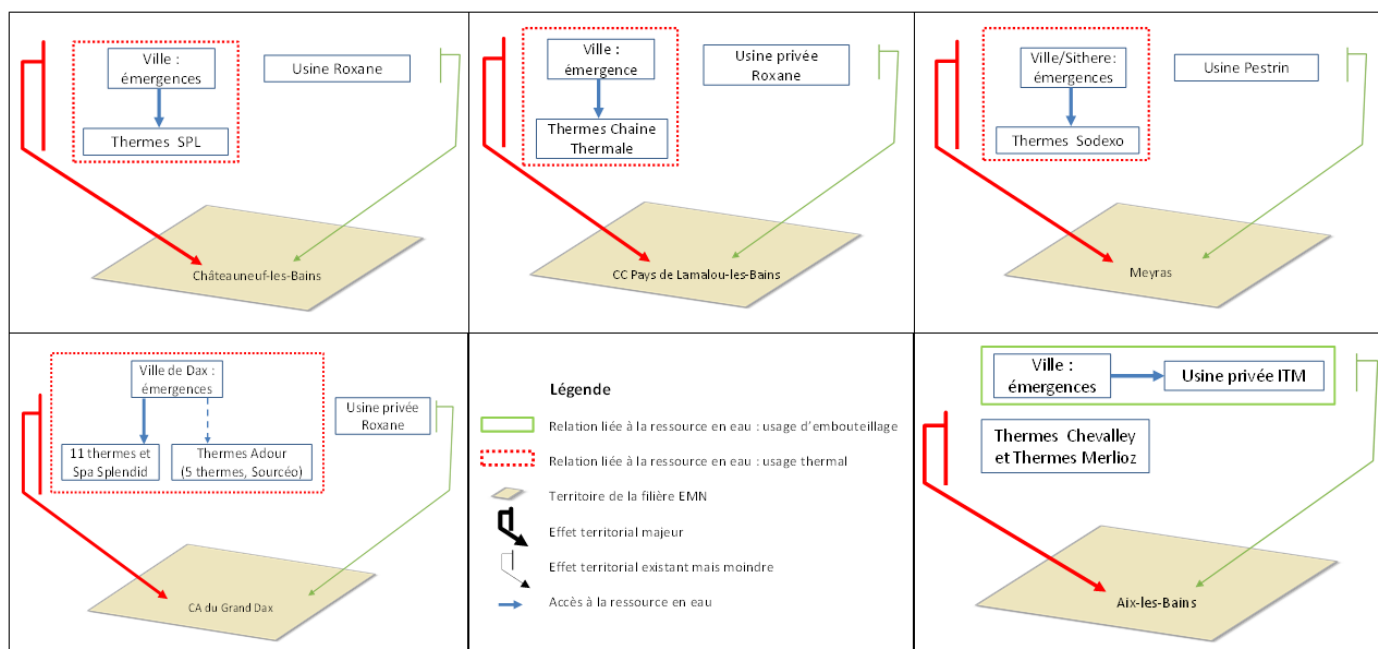 Ville :
émergences
Usine Roxane
Thermes SPL
Châteauneuf-les-Bains
Ville :
émergence
Usine privée
Roxane
Thermes Chaine
Thermale
CC Pays de Lamalou-les-Bains
Ville/Sithere:
émergences
Usine Pestrin
Thermes Sodexo
Meyras
Ville de Dax :
émergences
Usine privée
Roxane
11 thermes et
Spa Splendid
Thermes Adour
(5 thermes, Sourcéo)
CA du Grand Dax
Légende
Relation liée à la ressource en eau : usage d'embouteillage
Relation liée à la ressource en eau : usage thermal
Territoire de la filière EMN
Effet territorial majeur
Effet territorial existant mais moindre
Accès à la ressource en eau
Ville :
émergences
Usine privée ITM
Thermes Chevalley
et Thermes Merlioz
Aix-les-Bains